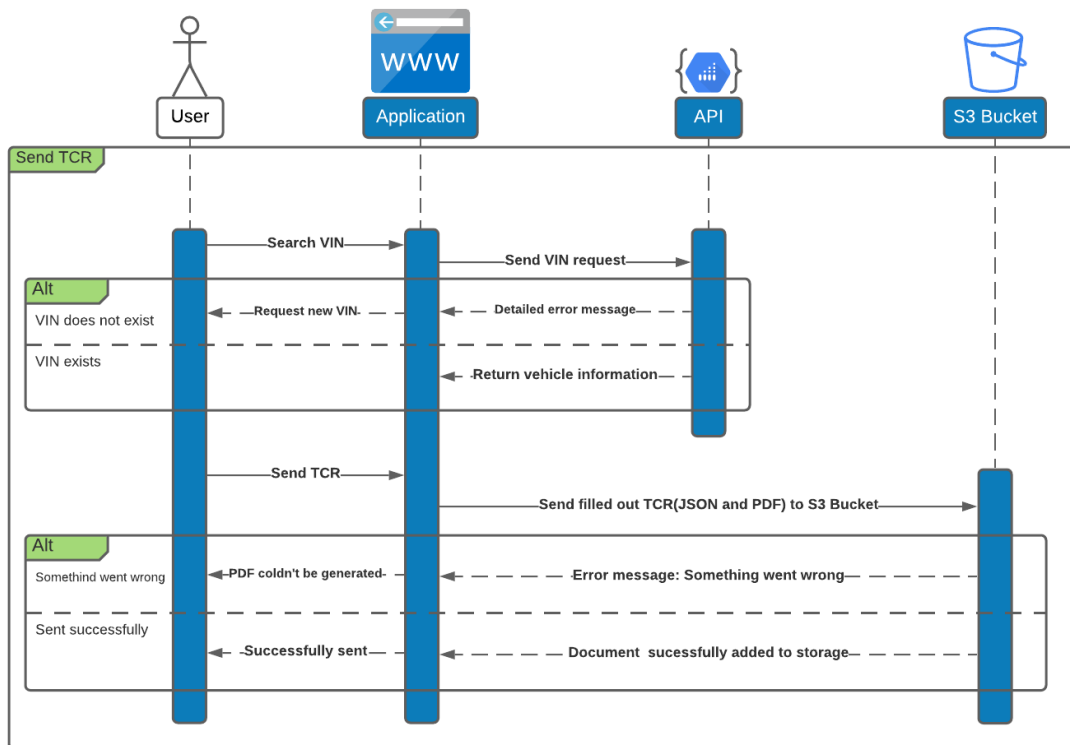 WWW
User
Application
API
S3 Bucket
Send TCR
Search VIN
Send VIN request
Alt
VIN does not exist
Request new VIN
Detailed error message
VIN exists
Return vehicle information
Send TCR
Send filled out TCR(JSON and PDF) to S3 Bucket
Alt
Somethind went wrong
PDF coldn't be generated
Error message: Something went wrong
Sent successfully
Successfully sent
Document sucessfully added to storage